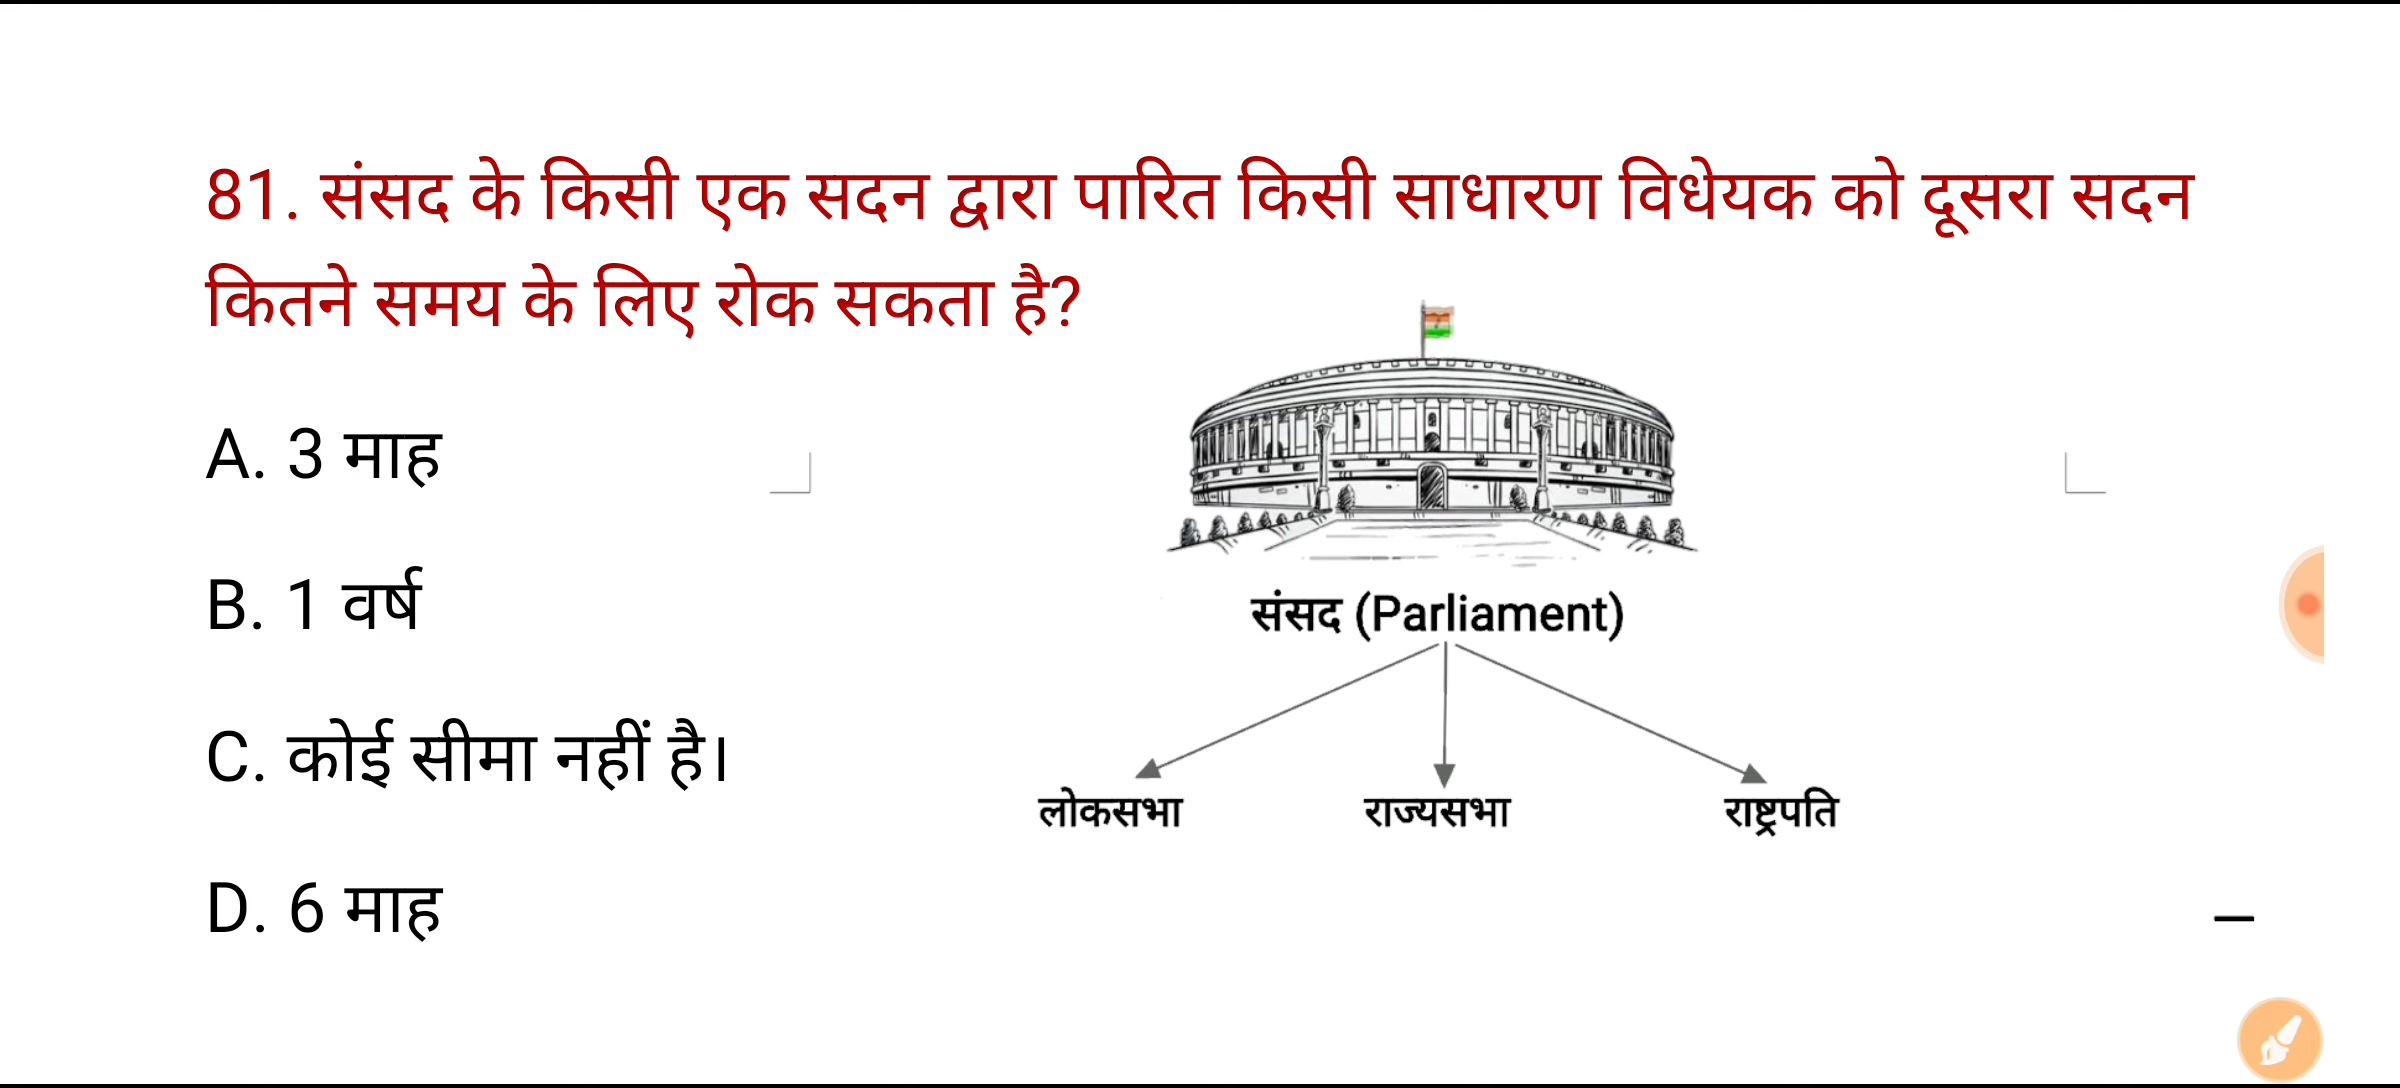 81. संसद के किसी एक सदन द्वारा पारित किसी साधारण विधेयक को दूसरा सदन
कितने समय के लिए रोक सकता है?
A. 3 माह
B. 1 वर्ष
C. कोई सीमा नहीं है।
D. 6 माह
संसद (Parliament)
लोकसभा
राज्यसभा
राष्ट्रपति